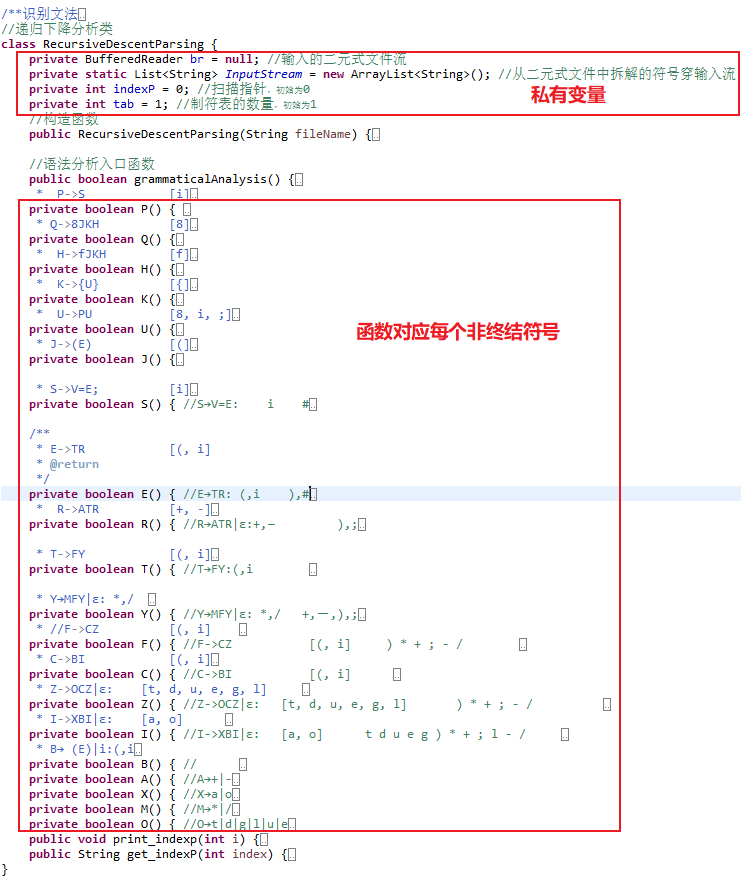 /**识别文法
//递归下降分析类
class RecursiveDescentParsing {
private BufferedReader br = null; //输入的二元式文件流
private static List<String> InputStream = new ArrayList<String>(); //从二元式文件中拆解的符号穿输入流
private int indexP = 0; //扫描指针，初始为0
private int tab = 1; //制符表的数量，初始为1
私有变量
//构造函数
public RecursiveDescentParsing(String fileName) {
//语法分析入口函数
public boolean grammaticalAnalysis() {
* P->S [i]
private boolean P() {
* Q->8JKH [8]
private boolean Q() {
* H->fJKH [f]
private boolean H() {
* K->{U} [{]
private boolean K() {
* U->PU [8, i, ;]
private boolean U() {
函数对应每个非终结符号
* J->(E) [(]
private boolean J() {
* S->V=E; [i]
private boolean S() { //S→V=E: i #
/**
* E->TR [(, i]
* @return
*/
private boolean E() { //E→TR: (,i ),#
* R->ATR [+, -]
private boolean R() { //R→ATR|ε:+,— ),;
* T->FY [(, i]
private boolean T() { //T→FY:(,i
* Y→MFY|ε: *,/
private boolean Y() { //Y→MFY|ε: *,/ +,—,),;
* //F->CZ [(, i]
private boolean F() { //F->CZ [(, i] ) * + ; - /
* C->BI [(, i]
private boolean C() { //C->BI [(, i]
* Z->OCZ|ε: [t, d, u, e, g, l]
private boolean Z() { //Z->OCZ|ε: [t, d, u, e, g, l] ) * + ; - /
* I->XBI|ε: [a, o]
private boolean I() { //I->XBI|ε: [a, o] t d u e g ) * + ; l - /
* B→ (E)|i:(,i
private boolean B() { //
private boolean A() { //A→+|-
private boolean X() { //X→a|o
private boolean M() { //M→*|/
private boolean O() { //O→t|d|g|l|u|e
public void print_indexp(int i) {
public String get_indexP(int index) {
}